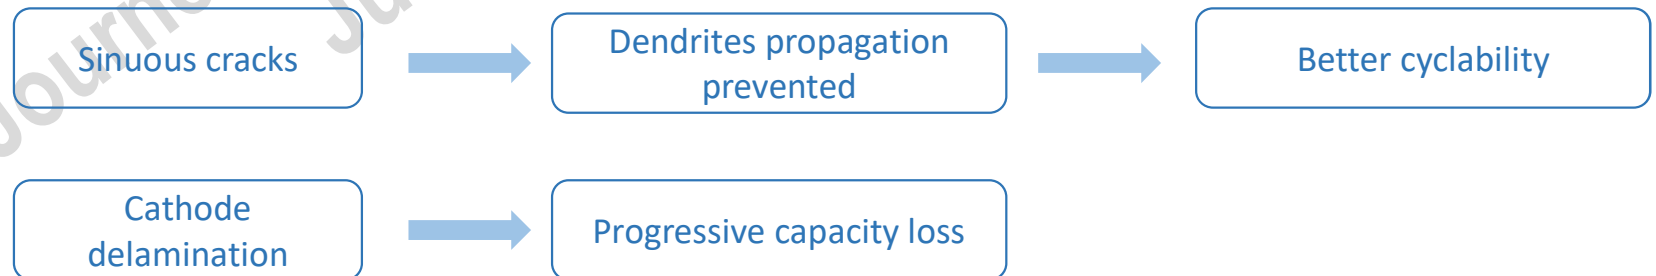 Sinuous cracks
Dendrites propagation
prevented
Better cyclability
Cathode
delamination
Progressive capacity loss